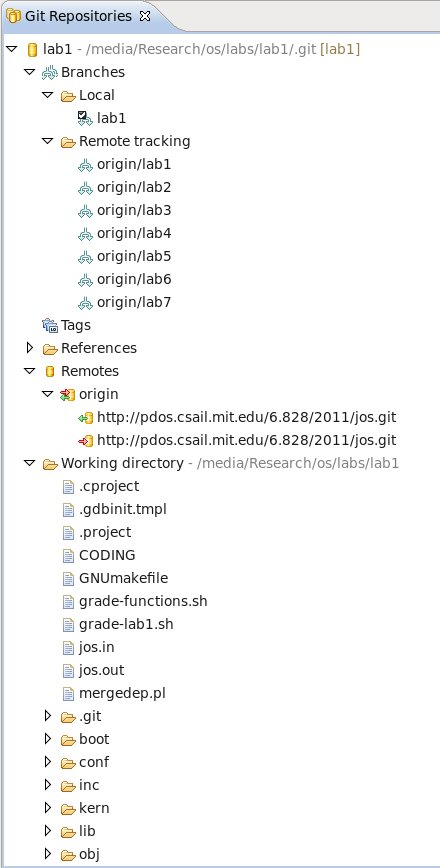 Git Repositories
lab1 - /media/Research/os/labs/lab1/.git [lab1]
Branches
Local
lab1
Remote tracking
origin/lab1
origin/lab2
origin/lab3
origin/lab4
origin/lab5
origin/lab6
origin/lab7
Tags
References
Remotes
origin
http://pdos.csail.mit.edu/6.828/2011/jos.git
http://pdos.csail.mit.edu/6.828/2011/jos.git
Working directory - /media/Research/os/labs/lab1
.cproject
.gdbinit.tmpl
.project
CODING
GNUmakefile
grade-functions.sh
grade-lab1.sh
jos.in
jos.out
mergedep.pl
.git
boot
conf
inc
kern
lib
obj